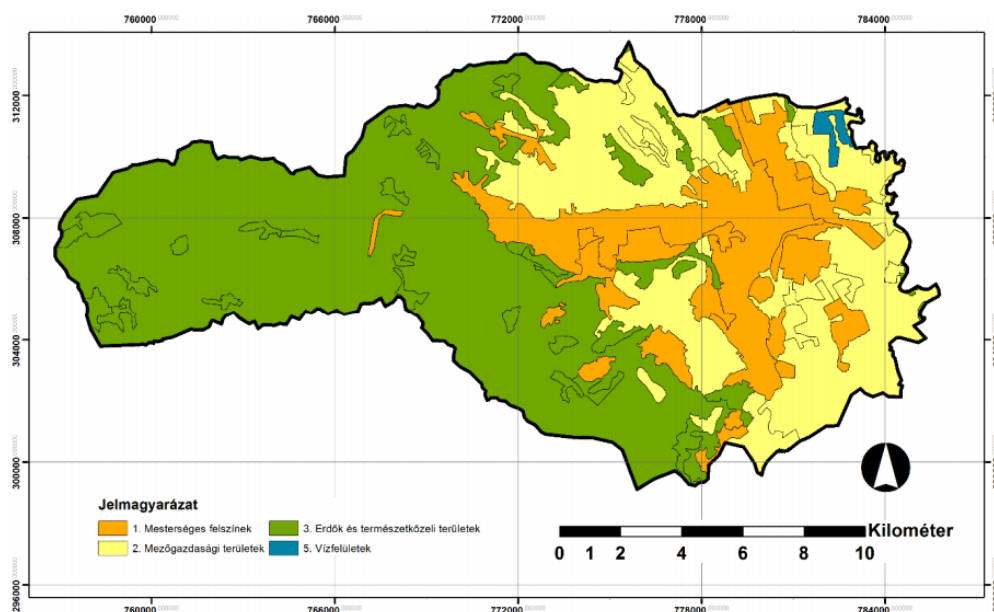 760000 766000 772000 778000 784000
312000
308000
304000
300000
296000
Jelmagyarázat
1. Mesterséges felszínek 3. Erdők és természetközeli területek
2. Mezőgazdasági területek 5. Vízfelületek
Kilométer
0 1 2 4 6 8 10
760000 766000 772000 778000 784000